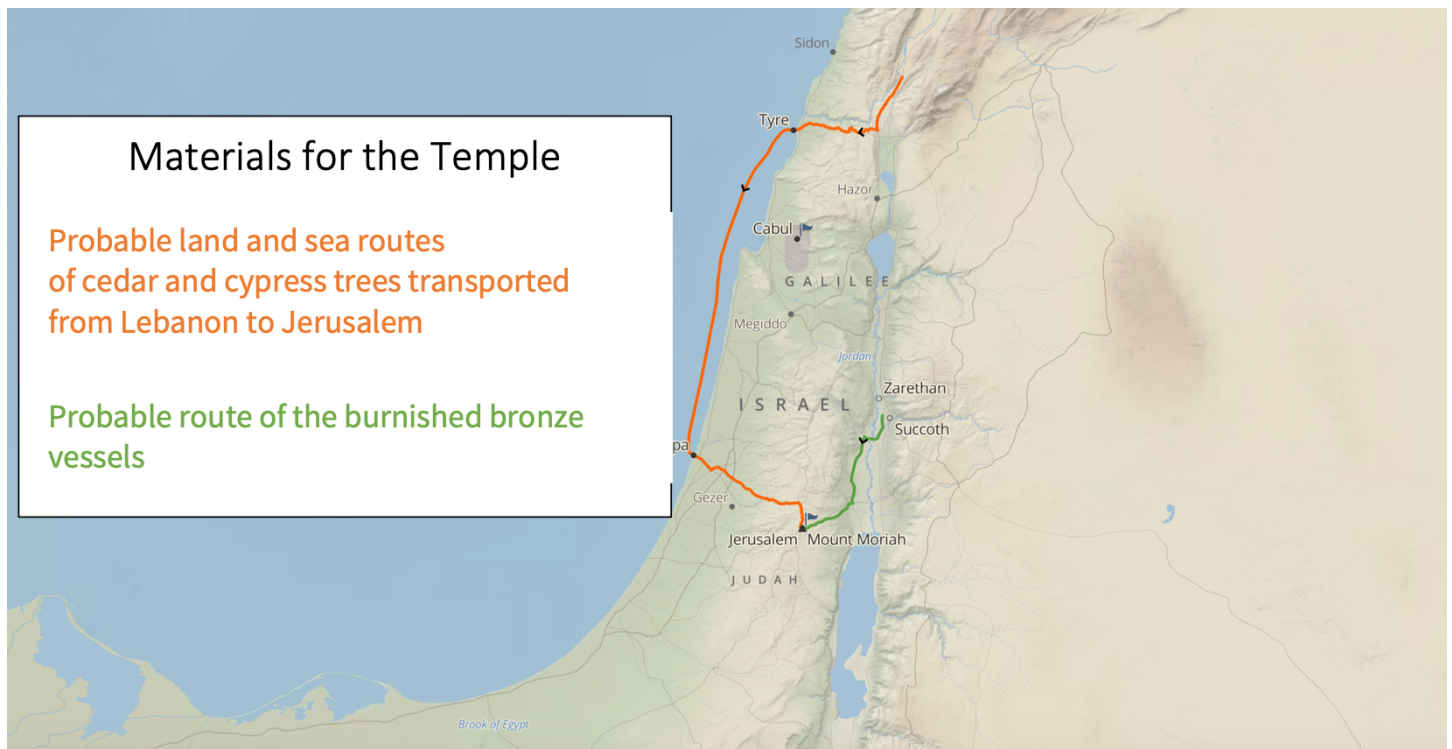 Materials for the Temple
Probable land and sea routes
of cedar and cypress trees transported
from Lebanon to Jerusalem
Probable route of the burnished bronze
vessels
Sidon
Tyre
Hazor
Cabul
GALILEE
Megiddo
Jordan
Zarethan
ISRAEL
Succoth
pa
Gezer
Jerusalem
Mount Moriah
JUDAH
Brook of Egypt